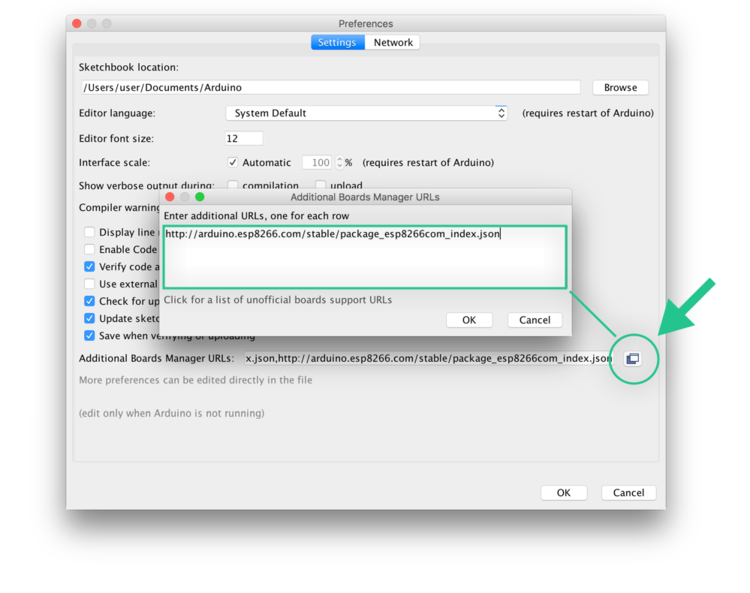 Preferences
Settings Network
Sketchbook location:
/Users/user/Documents/Arduino Browse
Editor language: System Default (requires restart of Arduino)
Editor font size: 12
Interface scale: Automatic 100 % (requires restart of Arduino)
Show verbose output during: compilation upload
Additional Boards Manager URLs
Compiler warning
Enter additional URLs, one for each row
Display line
http://arduino.esp8266.com/stable/package_esp8266com_index.json
Enable Code
Verify code a
Use external
Check for up
Click for a list of unofficial boards support URLs
Update sketc
OK Cancel
Save when verifying or uploading
Additional Boards Manager URLs: x.json,http://arduino.esp8266.com/stable/package_esp8266com_index.json
More preferences can be edited directly in the file
(edit only when Arduino is not running)
OK Cancel